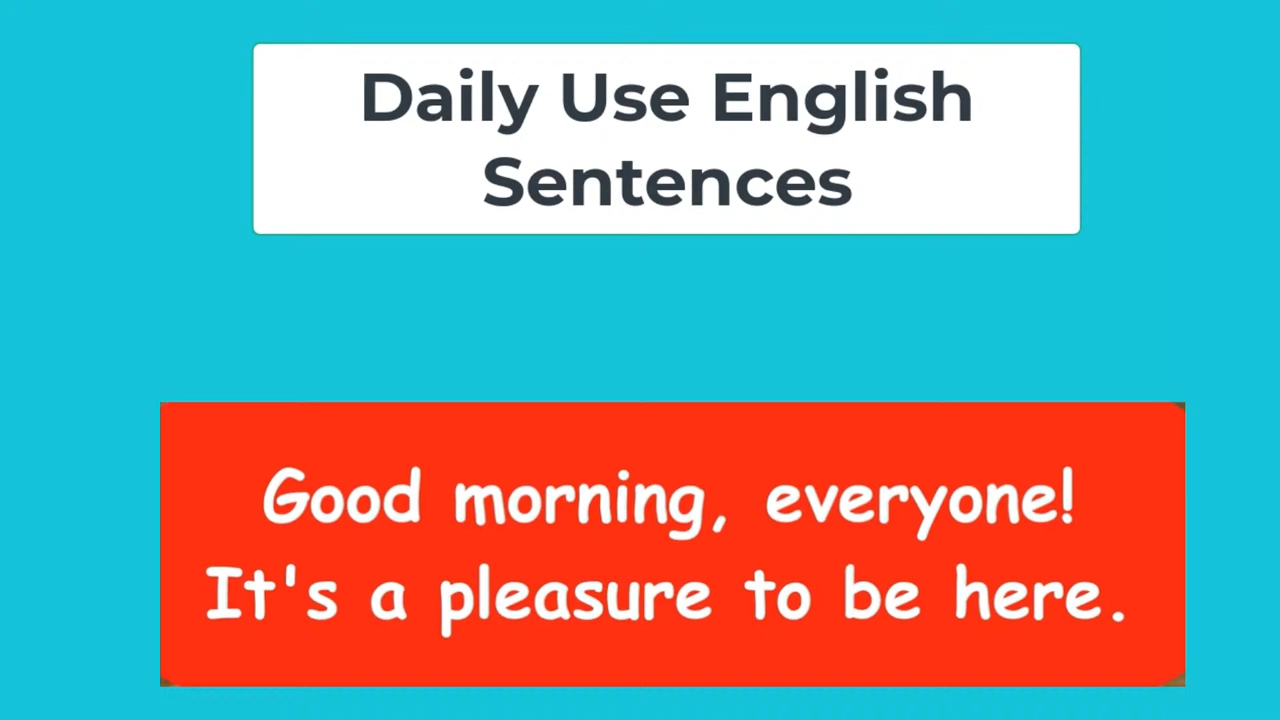 Daily Use English
Sentences
Good morning, everyone!
It's a pleasure to be here.